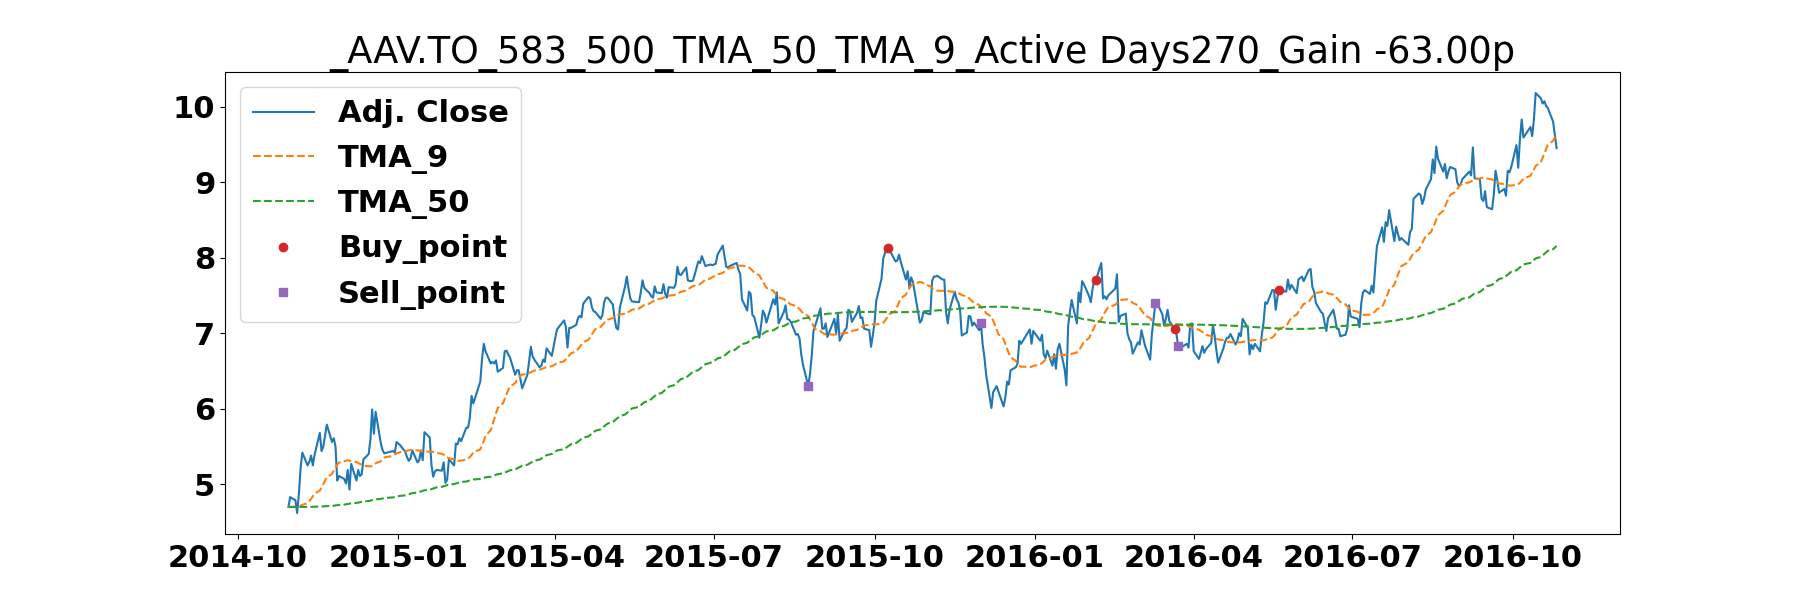 _AAV.TO_583_500_TMA_50_TMA_9_Active Days270_Gain -63.00p
10
9
8
7
6
5
Adj. Close
TMA_9
TMA_50
Buy_point
Sell_point
2014-10 2015-01 2015-04 2015-07 2015-10 2016-01 2016-04 2016-07 2016-10